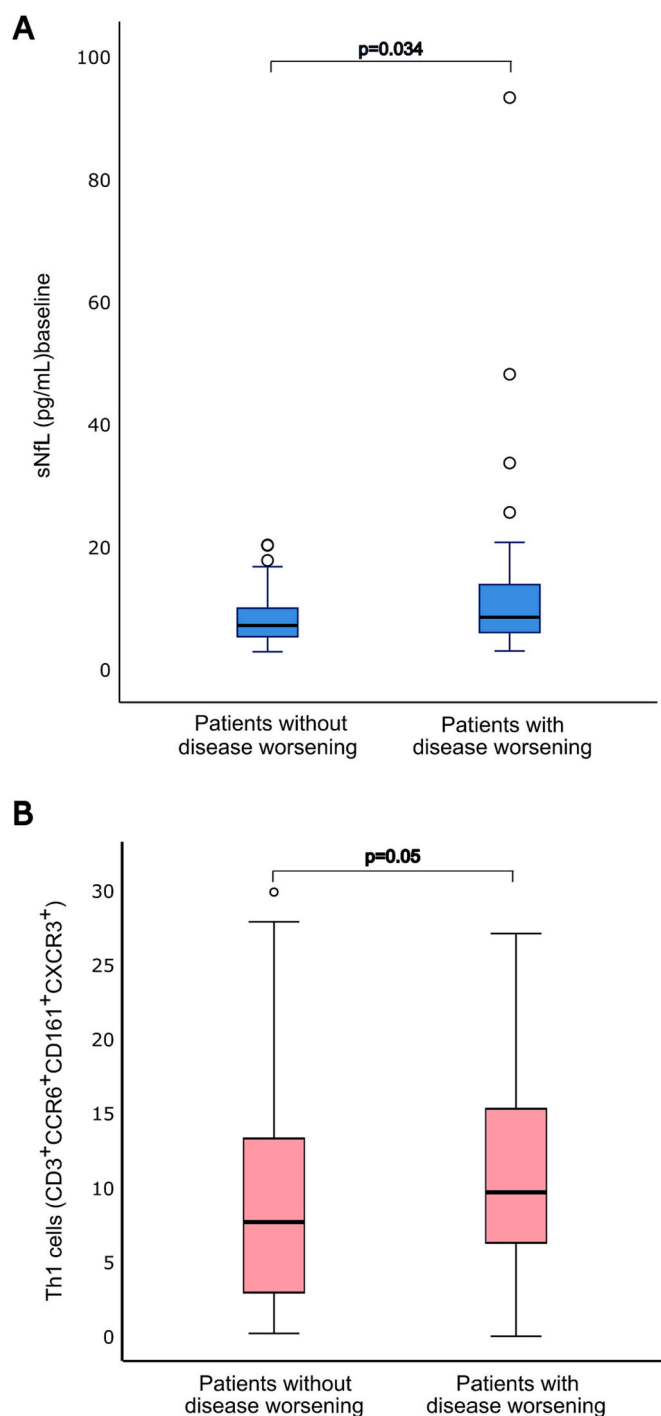 A
p=0.034
100
80
60
40
20
0
sNfL (pg/mL)baseline
Patients without
disease worsening
Patients with
disease worsening
B
p=0.05
30
25
20
15
10
5
0
Th1 cells (CD3⁺CCR6⁺CD161⁺CXCR3⁺)
Patients without
disease worsening
Patients with
disease worsening